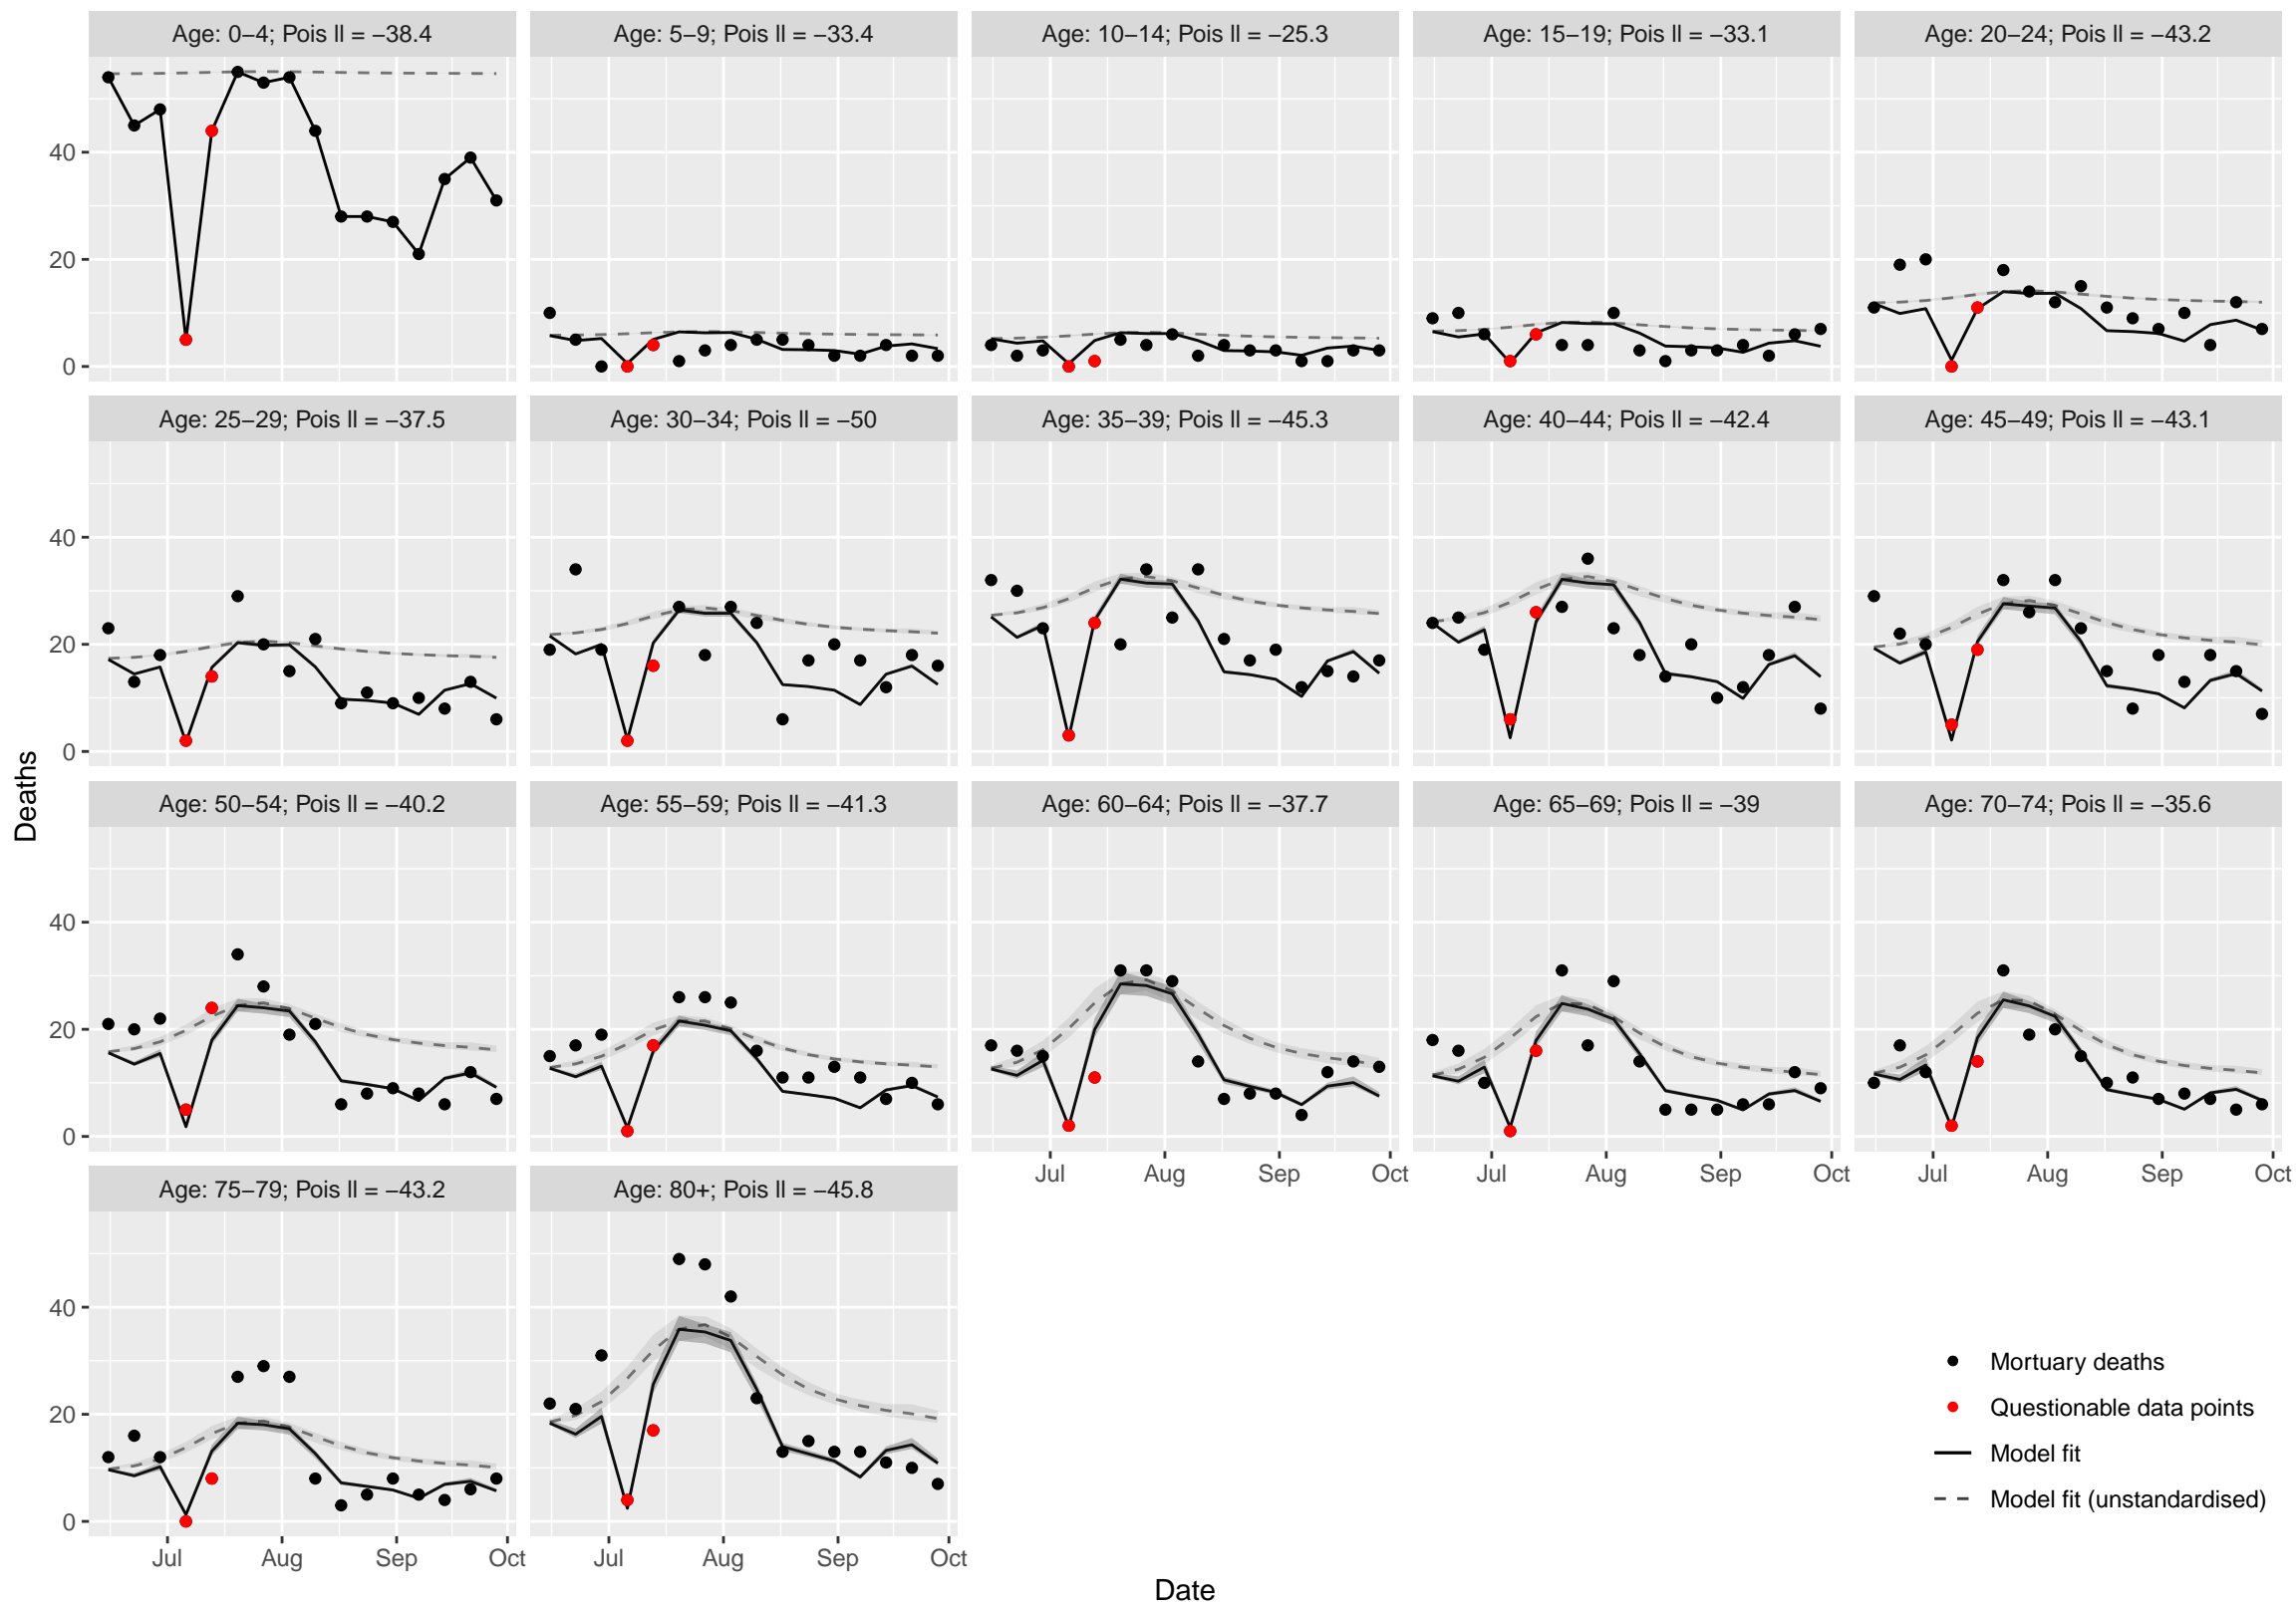 Age: 0−4; Pois ll = −38.4
Age: 5−9; Pois ll = −33.4
Age: 10−14; Pois ll = −25.3
Age: 15−19; Pois ll = −33.1
Age: 20−24; Pois ll = −43.2
40
20
0
Age: 25−29; Pois ll = −37.5
Age: 30−34; Pois ll = −50
Age: 35−39; Pois ll = −45.3
Age: 40−44; Pois ll = −42.4
Age: 45−49; Pois ll = −43.1
40
20
0
Deaths
Age: 50−54; Pois ll = −40.2
Age: 55−59; Pois ll = −41.3
Age: 60−64; Pois ll = −37.7
Age: 65−69; Pois ll = −39
Age: 70−74; Pois ll = −35.6
40
20
0
Jul Aug Sep Oct
Jul Aug Sep Oct
Jul Aug Sep Oct
Age: 75−79; Pois ll = −43.2
Age: 80+; Pois ll = −45.8
40
20
0
Jul Aug Sep Oct
Jul Aug Sep Oct
Mortuary deaths
Questionable data points
Model fit
Model fit (unstandardised)
Date